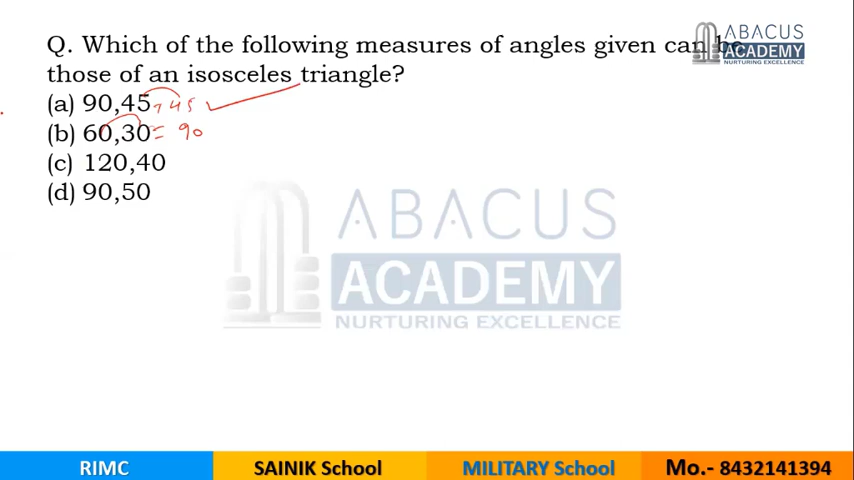 Q. Which of the following measures of angles given can be
those of an isosceles triangle?
(a) 90,45, 45
(b) 60,30 = 90
(c) 120,40
(d) 90,50
ABACUS
ACADEMY
NURTURING EXCELLENCE
ABACUS
ACADEMY
NURTURING EXCELLENCE
RIMC SAINIK School MILITARY School Mo.- 8432141394